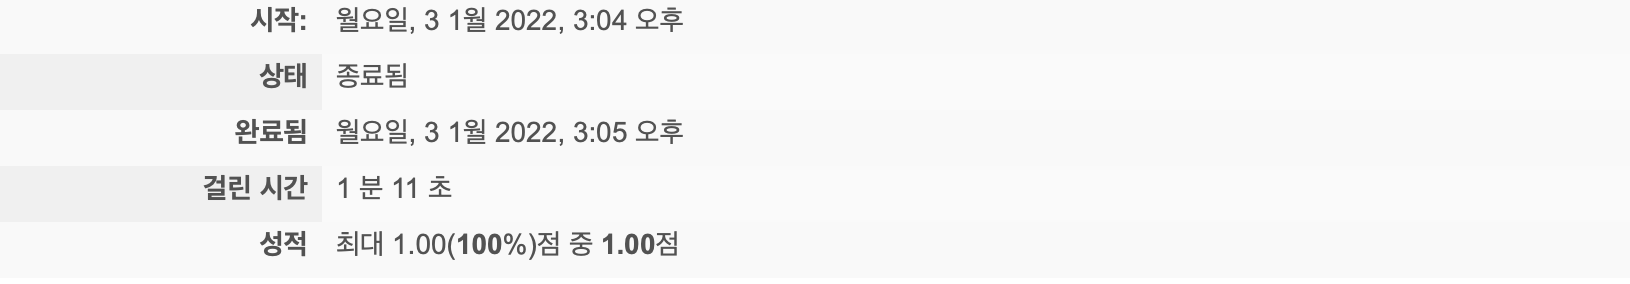 시작: 월요일, 3 1월 2022, 3:04 오후
상태 종료됨
완료됨 월요일, 3 1월 2022, 3:05 오후
걸린 시간 1 분 11 초
성적 최대 1.00(100%)점 중 1.00점